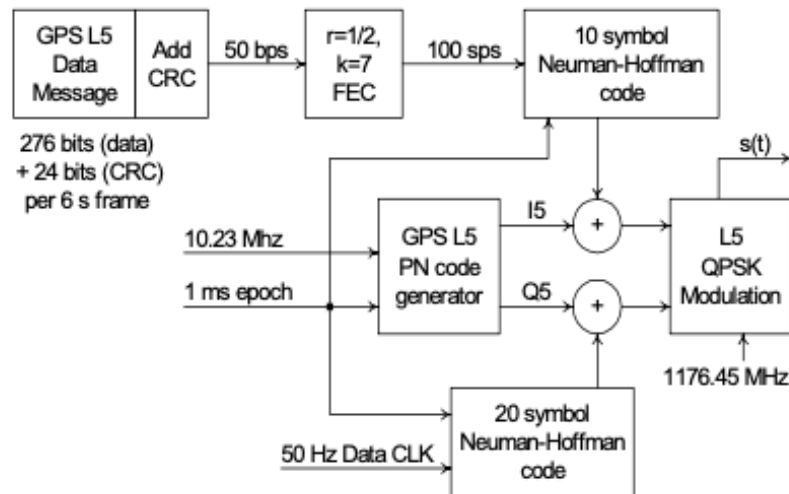 GPS L5
Data
Message
Add
CRC
50 bps
r=1/2,
k=7
FEC
100 sps
10 symbol
Neuman-Hoffman
code
276 bits (data)
+ 24 bits (CRC)
per 6 s frame
s(t)
10.23 Mhz
1 ms epoch
GPS L5
PN code
generator
I5
Q5
+
+
L5
QPSK
Modulation
1176.45 MHz
50 Hz Data CLK
20 symbol
Neuman-Hoffman
code